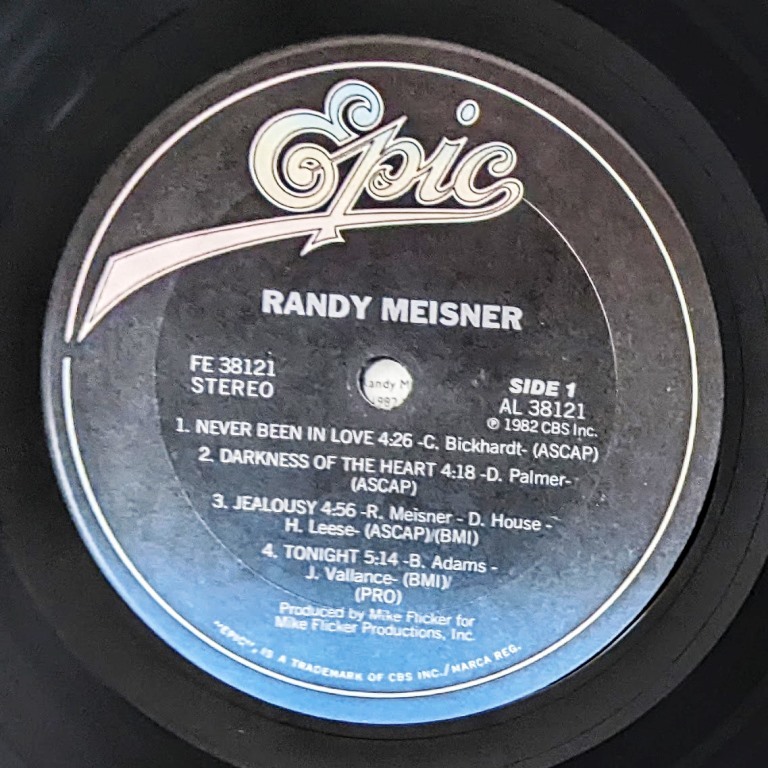 Epic
RANDY MEISNER
FE 38121
STEREO
andy M
1982
SIDE 1
AL 38121
℗ 1982 CBS Inc.
1. NEVER BEEN IN LOVE 4:26 -C. Bickhardt- (ASCAP)
2. DARKNESS OF THE HEART 4:18 -D. Palmer-
(ASCAP)
3. JEALOUSY 4:56 -R. Meisner - D. House -
H. Leese- (ASCAP)/(BMI)
4. TONIGHT 5:14 -B. Adams -
J. Vallance- (BMI)/
(PRO)
Produced by Mike Flicker for
Mike Flicker Productions, Inc.
"EPIC", IS A TRADEMARK OF CBS INC./MARCA REG.